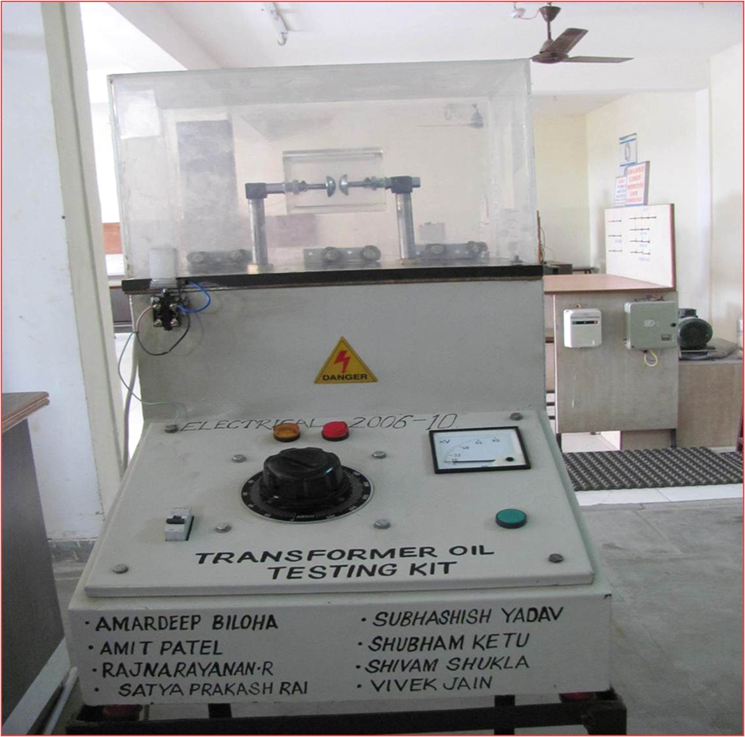 DANGER
ELECTRICAL 2006-10
kV
TRANSFORMER OIL
TESTING KIT
• AMARDEEP BILOHA
• AMIT PATEL
• RAJNARAYANAN•R
• SATYA PRAKASH RAI
• SUBHASHISH YADAV
• SHUBHAM KETU
• SHIVAM SHUKLA
• VIVEK JAIN